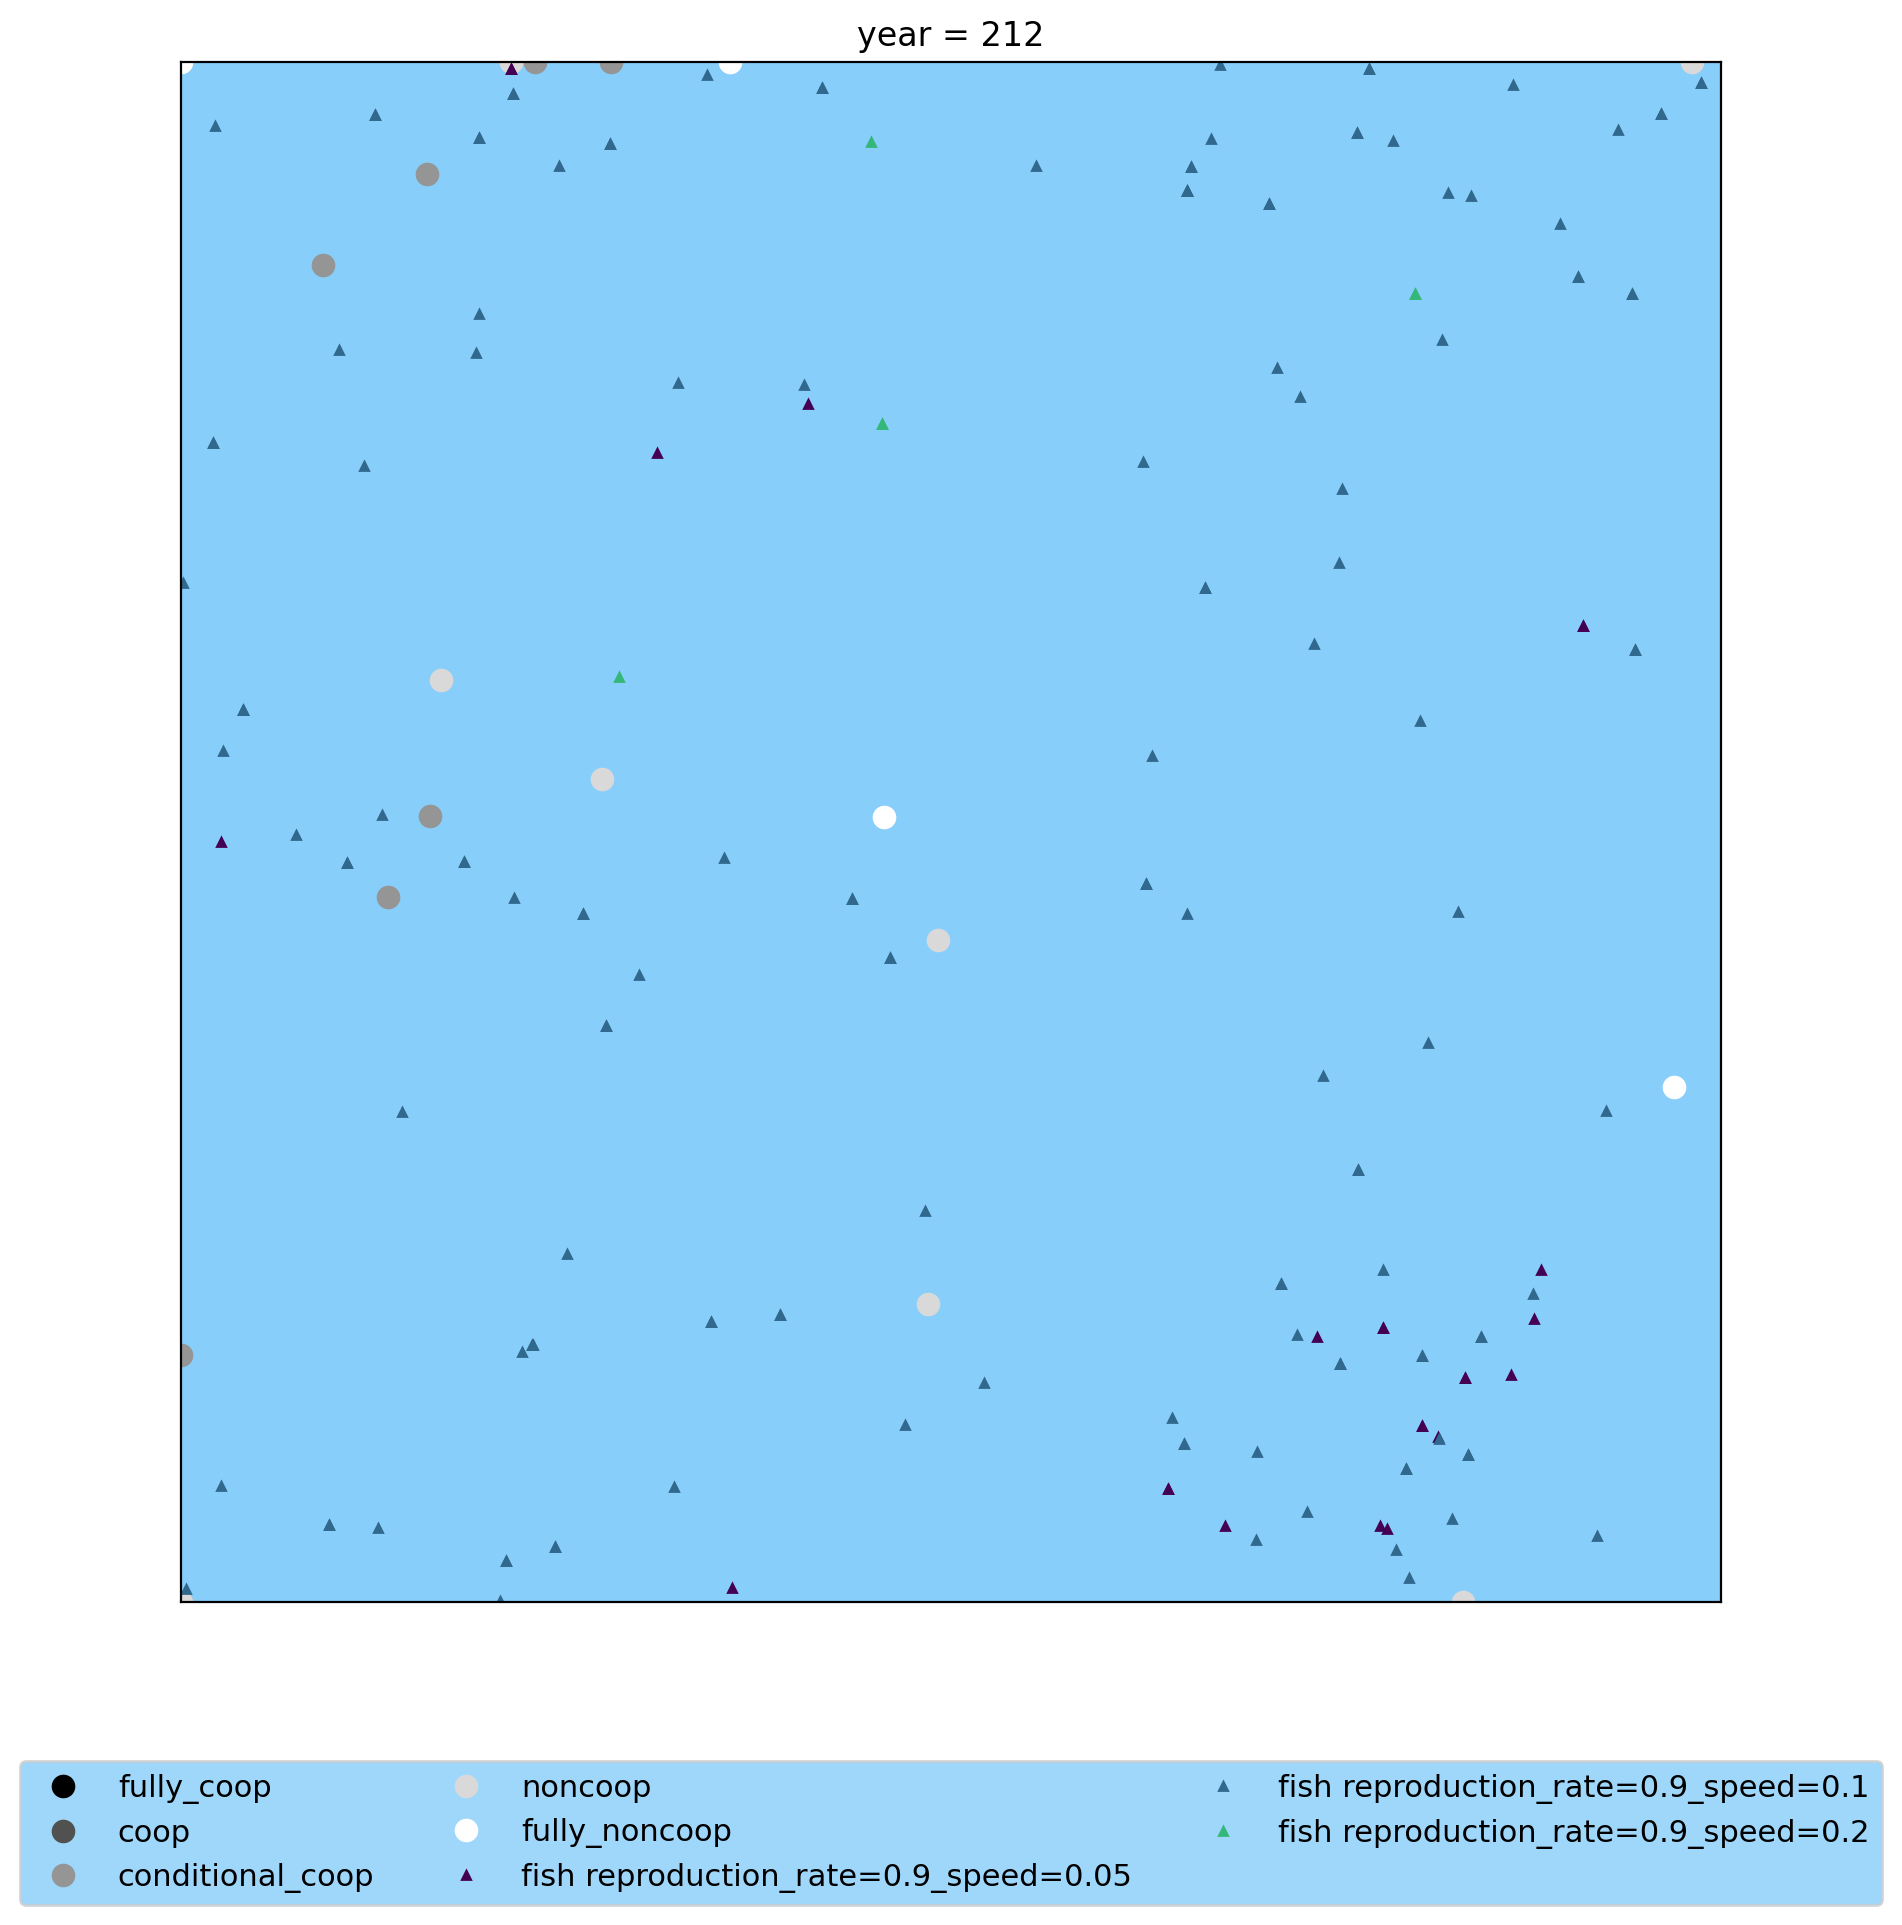 year = 212
fully_coop
coop
conditional_coop
noncoop
fully_noncoop
fish reproduction_rate=0.9_speed=0.05
fish reproduction_rate=0.9_speed=0.1
fish reproduction_rate=0.9_speed=0.2